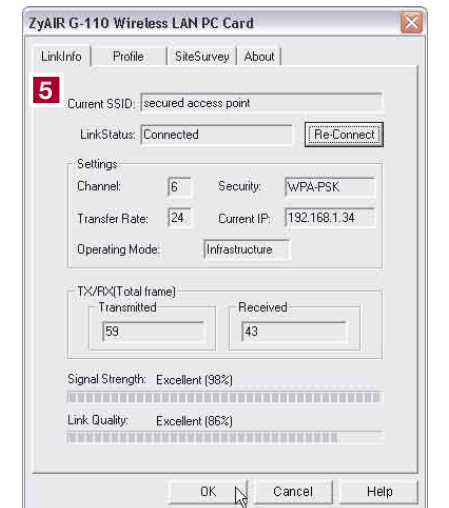 ZyAIR G-110 Wireless LAN PC Card
LinkInfo Profile SiteSurvey About
5
Current SSID: secured access point
LinkStatus: Connected Re-Connect
Settings
Channel: 6 Security: WPA-PSK
Transfer Rate: 24 Current IP: 192.168.1.34
Operating Mode: Infrastructure
TX/RX(Total frame)
Transmitted Received
59 43
Signal Strength: Excellent (98%)
Link Quality: Excellent (86%)
OK Cancel Help